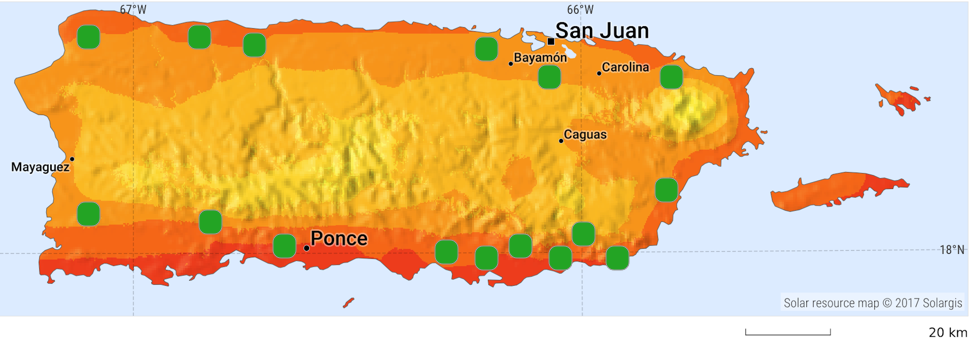 67°W
66°W
San Juan
Bayamón
Carolina
Caguas
Mayaguez
Ponce
18°N
Solar resource map © 2017 Solargis
20 km